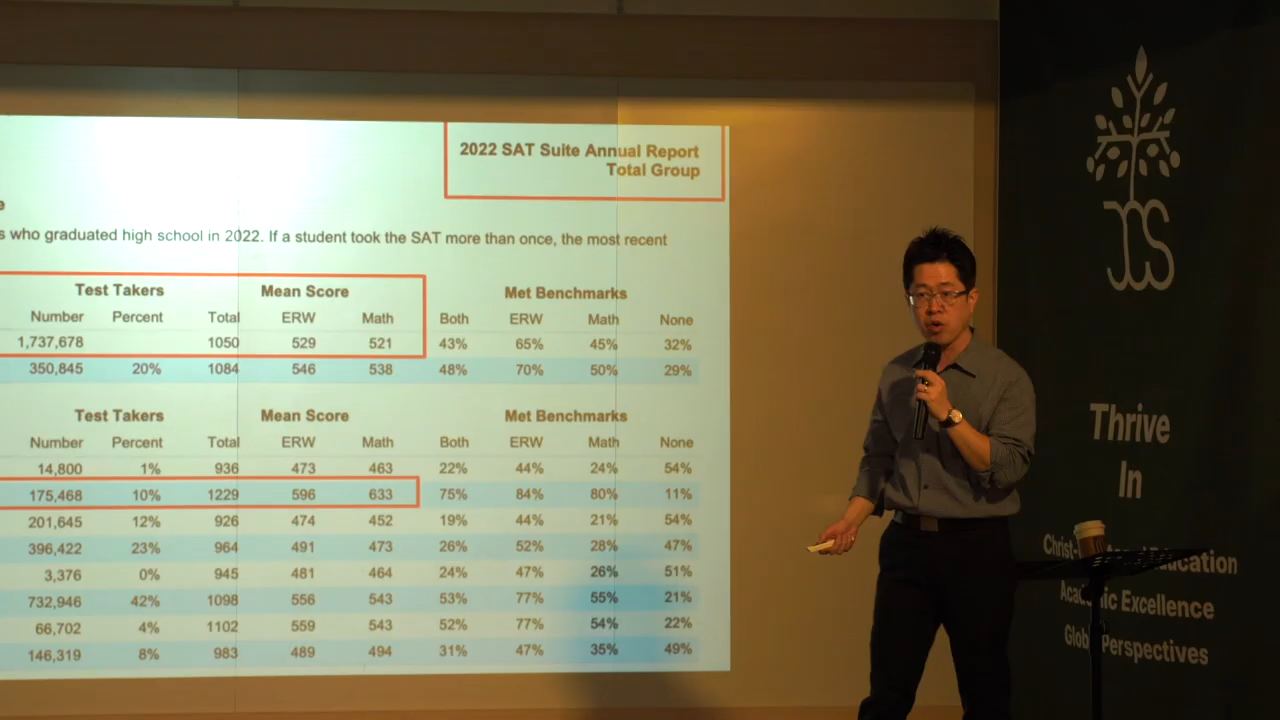 2022 SAT Suite Annual Report
Total Group
e
s who graduated high school in 2022. If a student took the SAT more than once, the most recent
Test Takers Mean Score Met Benchmarks
Number Percent Total ERW Math Both ERW Math None
1,737,678 1050 529 521 43% 65% 45% 32%
350,845 20% 1084 546 538 48% 70% 50% 29%
Test Takers Mean Score Met Benchmarks
Number Percent Total ERW Math Both ERW Math None
14,800 1% 936 473 463 22% 44% 24% 54%
175,468 10% 1229 596 633 75% 84% 80% 11%
201,645 12% 926 474 452 19% 44% 21% 54%
396,422 23% 964 491 473 26% 52% 28% 47%
3,376 0% 945 481 464 24% 47% 26% 51%
732,946 42% 1098 556 543 53% 77% 55% 21%
66,702 4% 1102 559 543 52% 77% 54% 22%
146,319 8% 983 489 494 31% 47% 35% 49%
Thrive
In
Education
Excellence
Perspectives